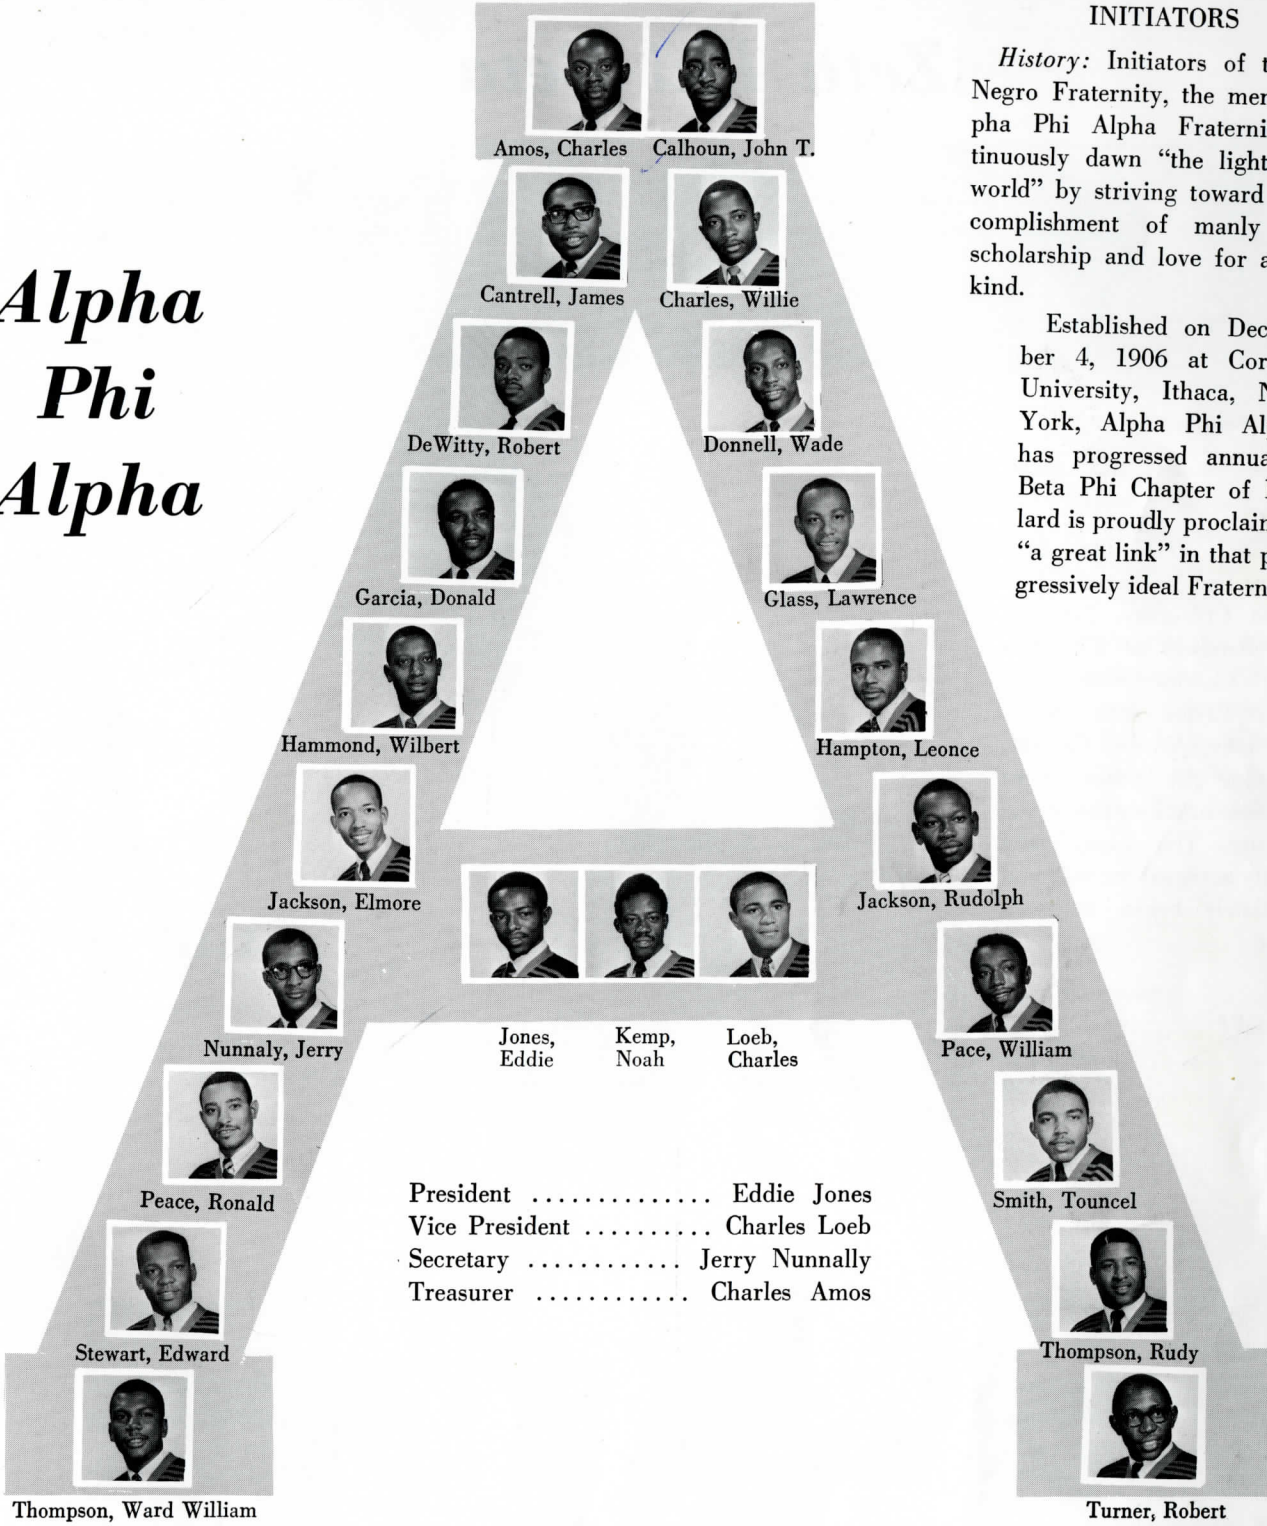 Alpha
Phi
Alpha
INITIATORS
History: Initiators of
Negro Fraternity, the
pha Phi Alpha
tinuously dawn “the light
world” by striving toward
complishment of manly
scholarship and love for
kind.
Established on Dec
ber 4, 1906 at Cor
University, Ithaca,
York, Alpha Phi
has progressed
Beta Phi Chapter of
lard is proudly
“a great link” in that
gressively ideal
Amos, Charles Calhoun, John T.
Cantrell, James Charles, Willie
DeWitty, Robert Donnell, Wade
Garcia, Donald Glass, Lawrence
Hammond, Wilbert Hampton, Leonce
Jackson, Elmore Jackson, Rudolph
Jones, Kemp, Loeb,
Eddie Noah Charles
Nunnaly, Jerry Pace, William
Peace, Ronald Smith, Touncel
President .............. Eddie Jones
Vice President .......... Charles Loeb
Secretary ............ Jerry Nunnally
Treasurer ............ Charles Amos
Stewart, Edward Thompson, Rudy
Thompson, Ward William Turner, Robert